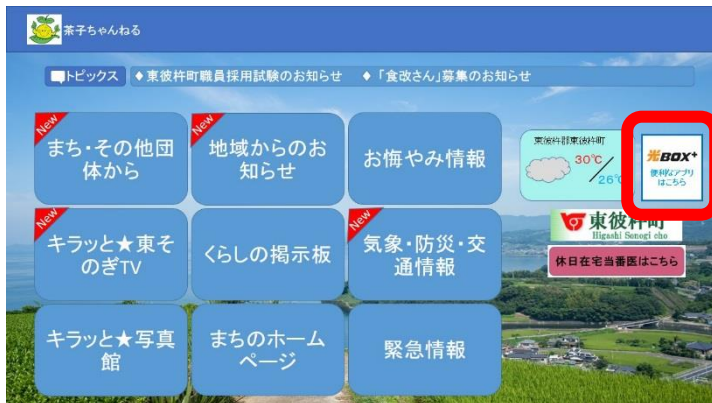 茶子ちゃんねる
トピックス ◆東彼杵町職員採用試験のお知らせ ◆「食改さん」募集のお知らせ
New
まち・その他団
体から
New
地域からのお
知らせ
お悔やみ情報
東彼杵郡東彼杵町
30℃
26℃
光BOX+
便利なアプリ
はこちら
New
キラッと★東そ
のぎTV
くらしの掲示板
New
気象・防災・交
通情報
東彼杵町
Higashi Sonogi cho
休日在宅当番医はこちら
キラッと★写真
館
まちのホーム
ページ
緊急情報